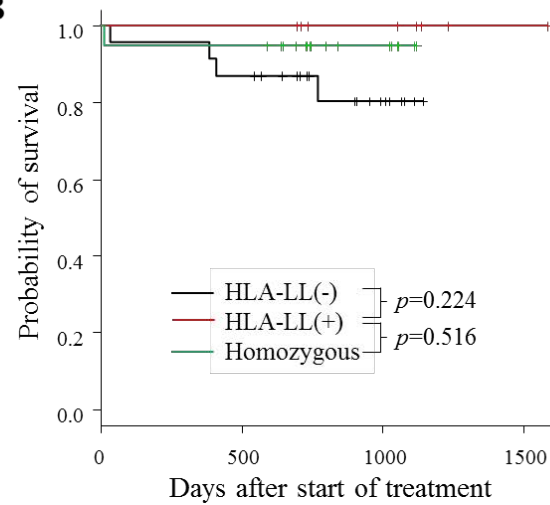 1.0
0.8
0.6
0.4
0.2
0.0
Probability of survival
HLA-LL(-)
HLA-LL(+)
Homozygous
p=0.224
p=0.516
0 500 1000 1500
Days after start of treatment